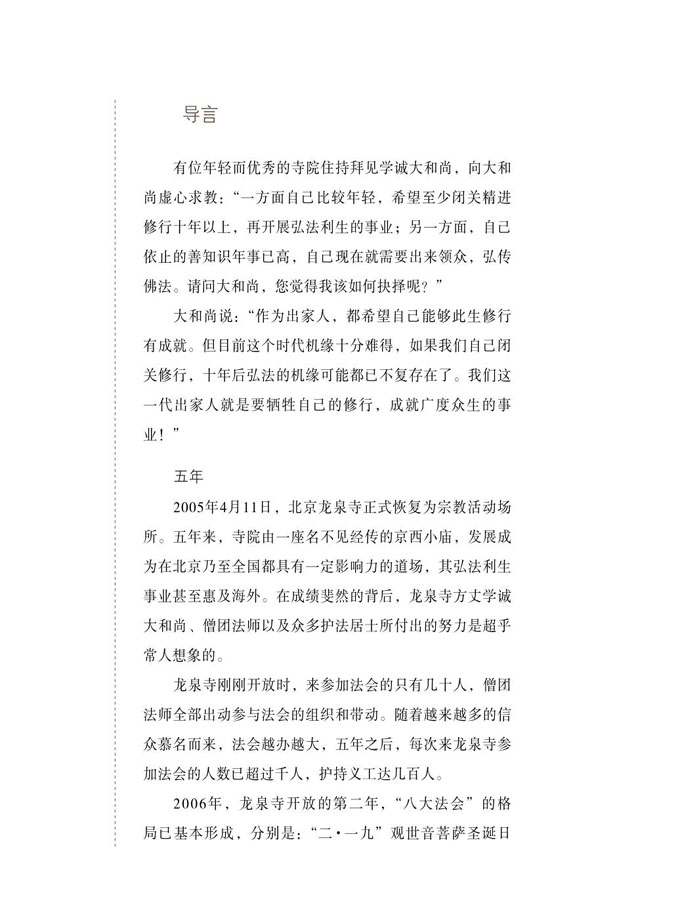 导言
有位年轻而优秀的寺院住持拜见学诚大和尚，向大和
尚虚心求教：“一方面自己比较年轻，希望至少闭关精进
修行十年以上，再开展弘法利生的事业；另一方面，自己
依止的善知识年事已高，自己现在就需要出来领众，弘传
佛法。请问大和尚，您觉得我该如何抉择呢？”
大和尚说：“作为出家人，都希望自己能够此生修行
有成就。但目前这个时代机缘十分难得，如果我们自己闭
关修行，十年后弘法的机缘可能都已不复存在了。我们这
一代出家人就是要牺牲自己的修行，成就广度众生的事
业！”
五年
2005年4月11日，北京龙泉寺正式恢复为宗教活动场
所。五年来，寺院由一座名不见经传的京西小庙，发展成
为在北京乃至全国都具有一定影响力的道场，其弘法利生
事业甚至惠及海外。在成绩斐然的背后，龙泉寺方丈学诚
大和尚、僧团法师以及众多护法居士所付出的努力是超乎
常人想象的。
龙泉寺刚刚开放时，来参加法会的只有几十人，僧团
法师全部出动参与法会的组织和带动。随着越来越多的信
众慕名而来，法会越办越大，五年之后，每次来龙泉寺参
加法会的人数已超过千人，护持义工达几百人。
2006年，龙泉寺开放的第二年，“八大法会”的格
局已基本形成，分别是：“二·一九”观世音菩萨圣诞日